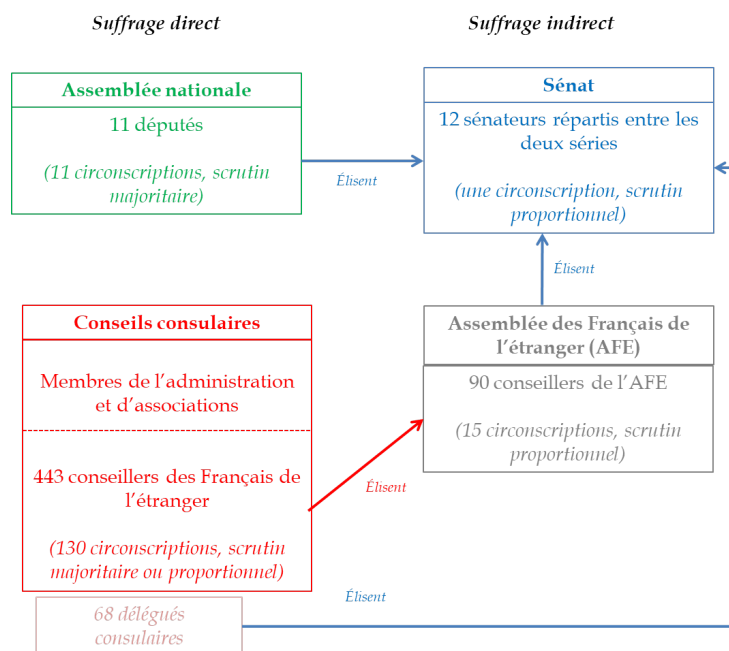 Suffrage direct
Suffrage indirect
Assemblée nationale
11 députés
(11 circonscriptions, scrutin
majoritaire)
Élisent
Sénat
12 sénateurs répartis entre les
deux séries
(une circonscription, scrutin
proportionnel)
Élisent
Conseils consulaires
Membres de l'administration
et d'associations
443 conseillers des Français de
l'étranger
(130 circonscriptions, scrutin
majoritaire ou proportionnel)
Élisent
Assemblée des Français de
l'étranger (AFE)
90 conseillers de l'AFE
(15 circonscriptions, scrutin
proportionnel)
68 délégués
consulaires
Élisent